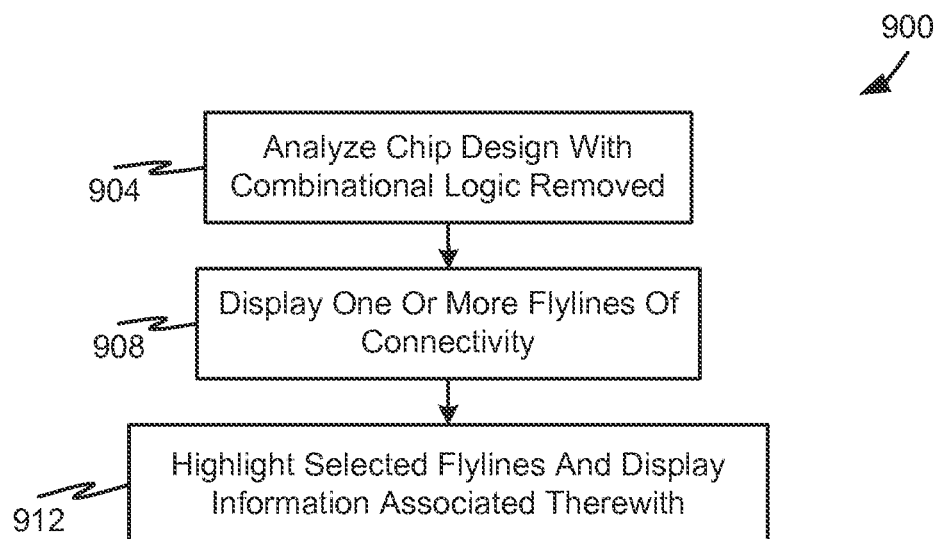 900
Analyze Chip Design With
Combinational Logic Removed
904
Display One Or More Flylines Of
Connectivity
908
Highlight Selected Flylines And Display
Information Associated Therewith
912